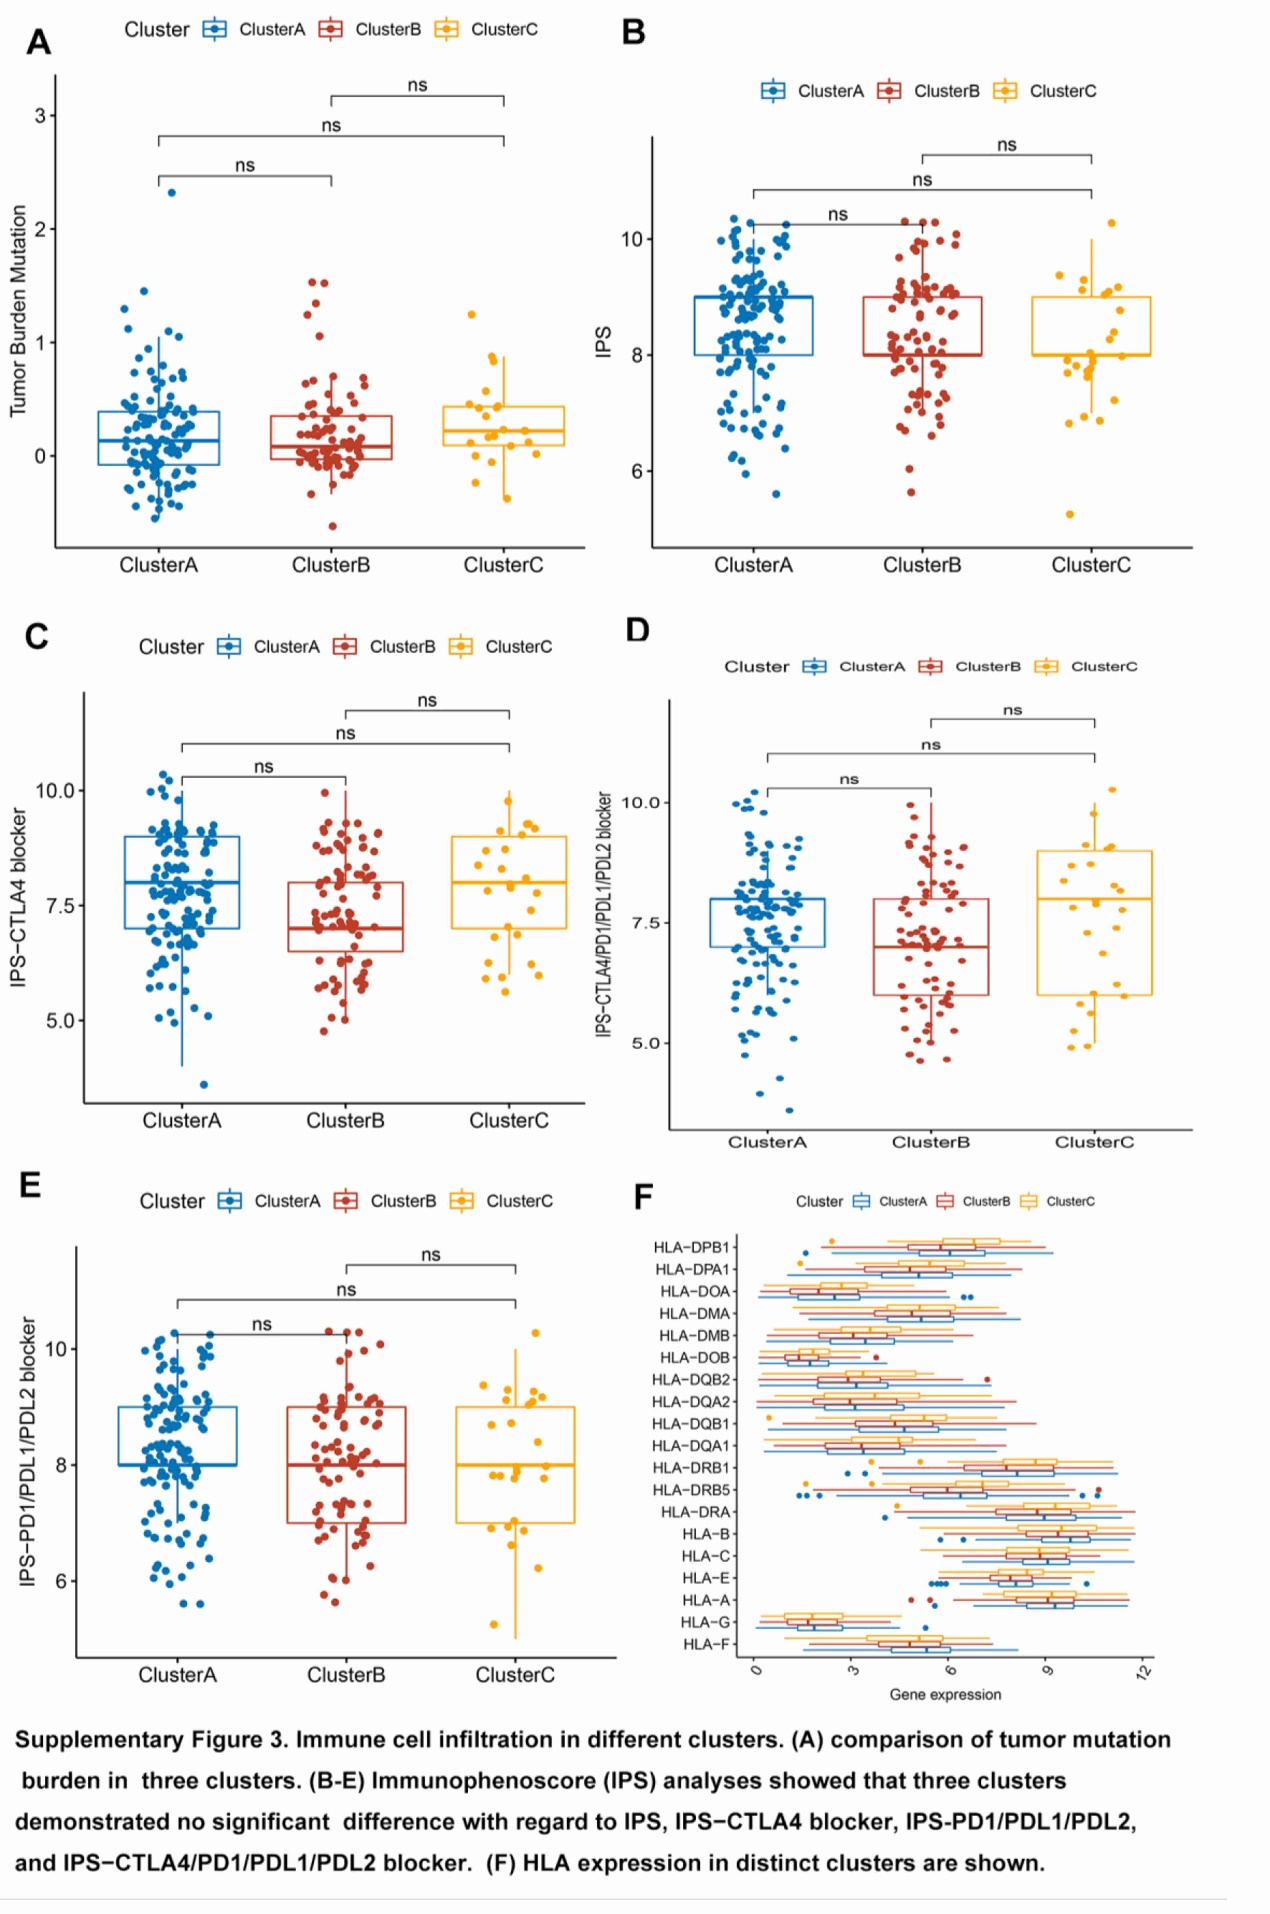 A
Cluster ClusterA ClusterB ClusterC
ns
ns
ns
3
2
1
0
Tumor Burden Mutation
ClusterA ClusterB ClusterC
B
ClusterA ClusterB ClusterC
ns
ns
ns
10
8
6
IPS
ClusterA ClusterB ClusterC
C
Cluster ClusterA ClusterB ClusterC
ns
ns
ns
10.0
7.5
5.0
IPS−CTLA4 blocker
ClusterA ClusterB ClusterC
D
Cluster ClusterA ClusterB ClusterC
ns
ns
ns
10.0
7.5
5.0
IPS−CTLA4/PD1/PDL1/PDL2 blocker
ClusterA ClusterB ClusterC
E
Cluster ClusterA ClusterB ClusterC
ns
ns
ns
10
8
6
IPS−PD1/PDL1/PDL2 blocker
ClusterA ClusterB ClusterC
F
Cluster ClusterA ClusterB ClusterC
HLA−DPB1
HLA−DPA1
HLA−DOA
HLA−DMA
HLA−DMB
HLA−DOB
HLA−DQB2
HLA−DQA2
HLA−DQB1
HLA−DQA1
HLA−DRB1
HLA−DRB5
HLA−DRA
HLA−B
HLA−C
HLA−E
HLA−A
HLA−G
HLA−F
0 3 6 9 12
Gene expression
Supplementary Figure 3. Immune cell infiltration in different clusters. (A) comparison of tumor mutation
burden in three clusters. (B-E) Immunophenoscore (IPS) analyses showed that three clusters
demonstrated no significant difference with regard to IPS, IPS−CTLA4 blocker, IPS-PD1/PDL1/PDL2,
and IPS−CTLA4/PD1/PDL1/PDL2 blocker. (F) HLA expression in distinct clusters are shown.